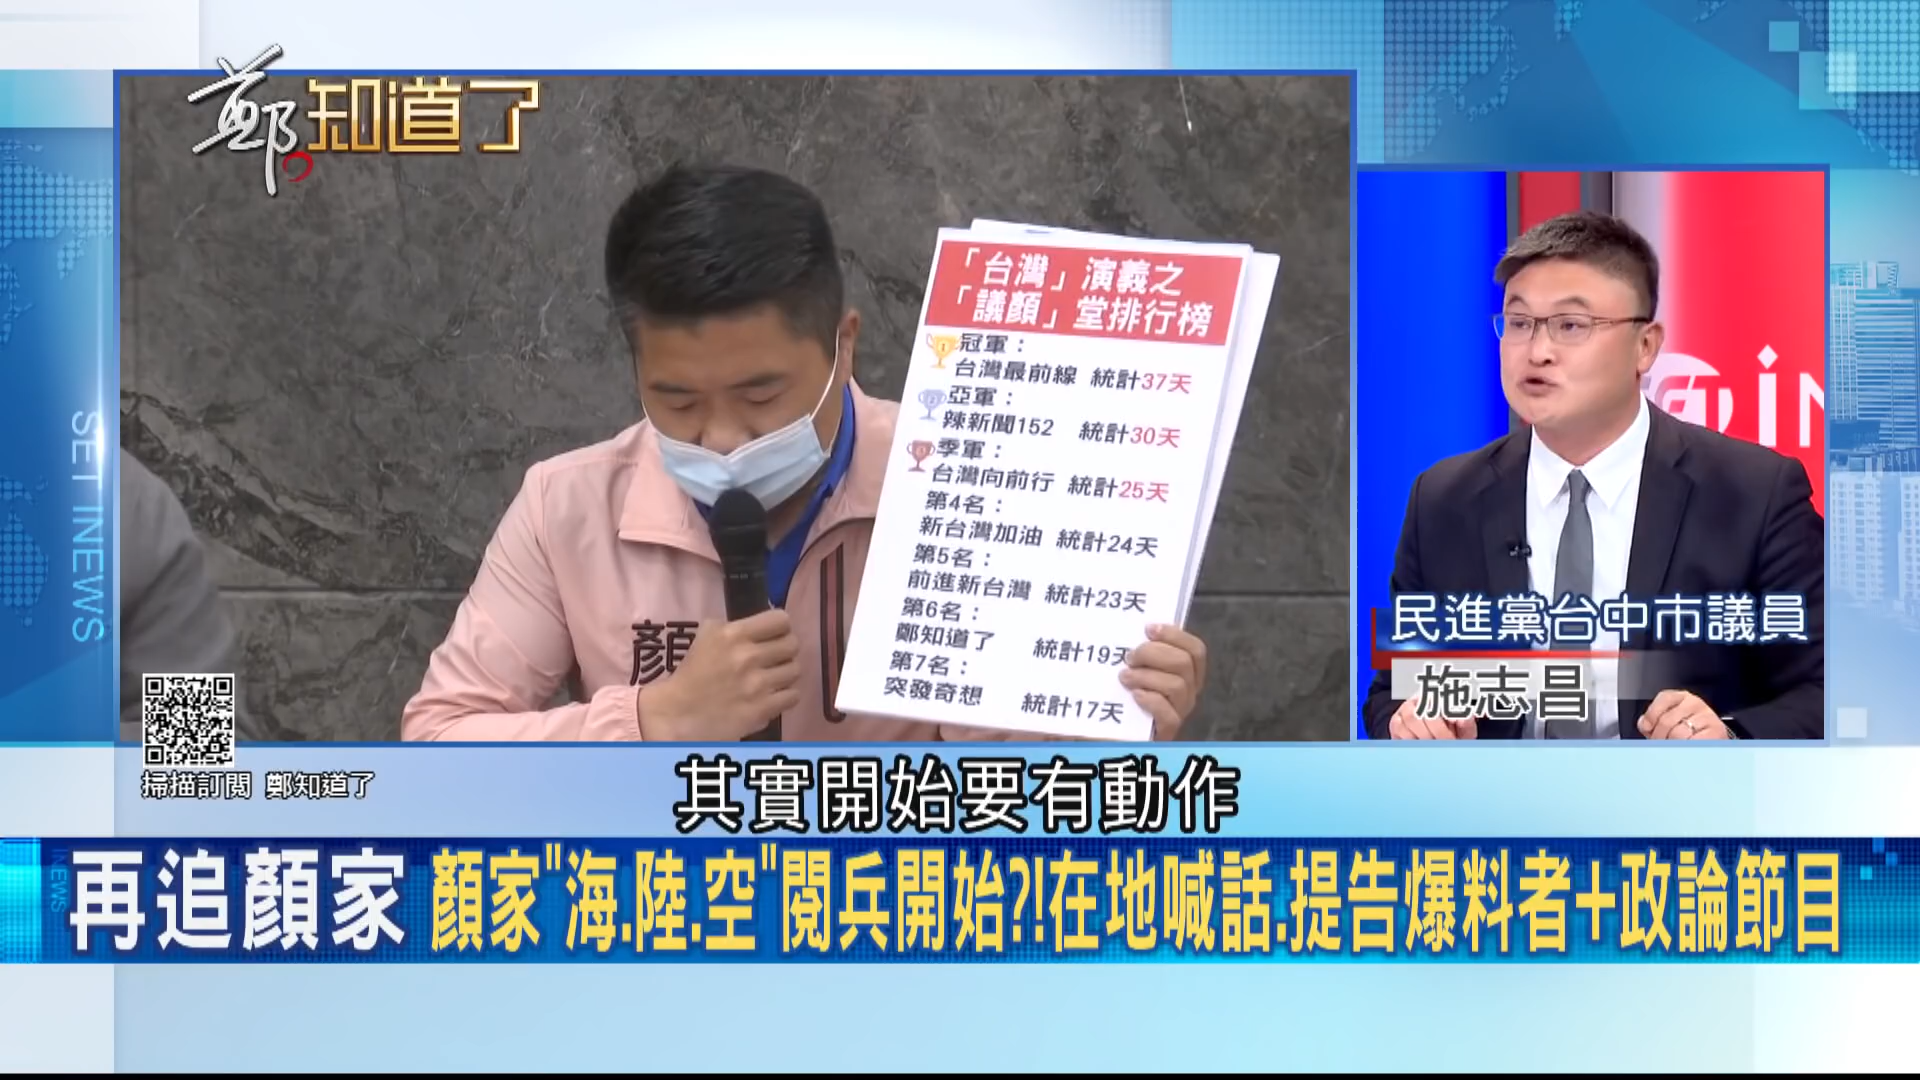 鄭知道了
「台灣」演義之
「議顏」堂排行榜
冠軍：
台灣最前線 統計37天
亞軍：
辣新聞152 統計30天
季軍：
台灣向前行 統計25天
第4名：
新台灣加油 統計24天
第5名：
前進新台灣 統計23天
第6名：
鄭知道了 統計19天
第7名：
突發奇想 統計17天
顏
iN
民進黨台中市議員
施志昌
SET iNEWS
掃描訂閱 鄭知道了
其實開始要有動作
iNEWS
再追顏家 顏家"海.陸.空"閱兵開始?!在地喊話.提告爆料者+政論節目